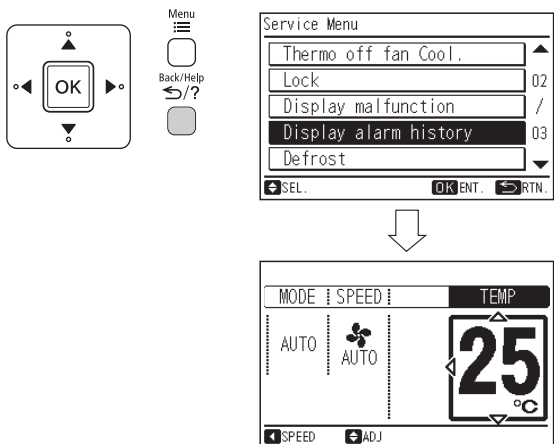 Menu
OK
Back/Help
/?
Service Menu
Thermo off fan Cool.
Lock
Display malfunction
Display alarm history
Defrost
02
/
03
SEL.
OK ENT.
RTN.
MODE
SPEED
TEMP
AUTO
AUTO
25
°C
SPEED
ADJ